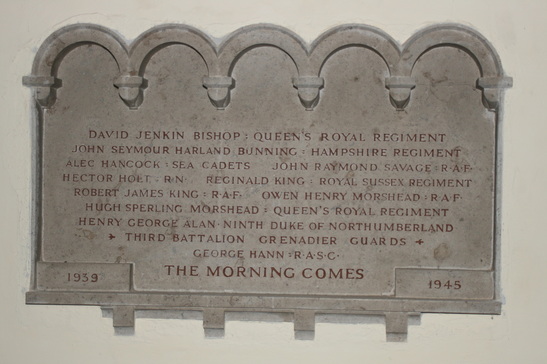 DAVID JENKIN BISHOP : QUEEN'S ROYAL REGIMENT
JOHN SEYMOUR HARLAND BUNNING : HAMPSHIRE REGIMENT
ALEC HANCOCK : SEA CADETS JOHN RAYMOND SAVAGE : R·A·F·
HECTOR HOLT : R·N· REGINALD KING : ROYAL SUSSEX REGIMENT
ROBERT JAMES KING : R·A·F· OWEN HENRY MORSHEAD : R·A·F·
HUGH SPERLING MORSHEAD : QUEEN'S ROYAL REGIMENT
HENRY GEORGE ALAN · NINTH DUKE OF NORTHUMBERLAND
THIRD BATTALION GRENADIER GUARDS
GEORGE HANN : R·A·S·C·
THE MORNING COMES
1939 1945